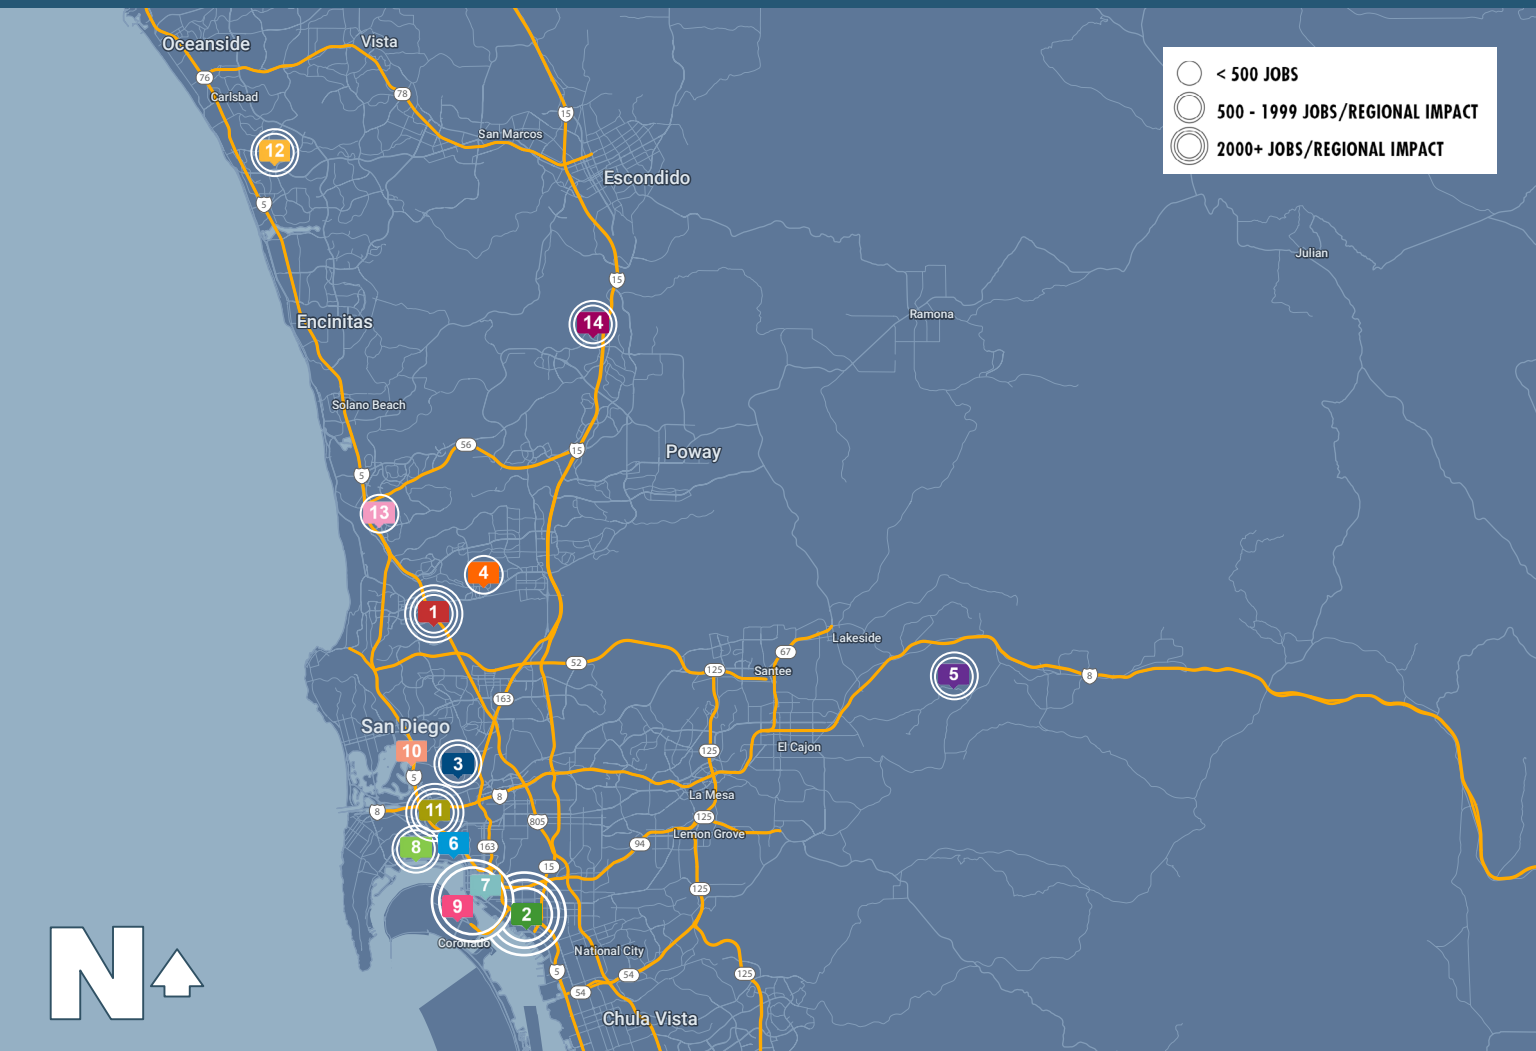 Oceanside
Vista
76
Carlsbad
78
15
San Marcos
12
Escondido
5
< 500 JOBS
500 - 1999 JOBS/REGIONAL IMPACT
2000+ JOBS/REGIONAL IMPACT
Julian
15
Ramona
Encinitas
14
Solano Beach
56
15
Poway
5
13
4
1
Lakeside
67
52
125
Santee
5
8
163
San Diego
10
3
125
El Cajon
5
8
La Mesa
8
11
125
805
Lemon Grove
8
6
163
94
15
7
125
9
2
Coronado
National City
5
54
125
54
Chula Vista
N